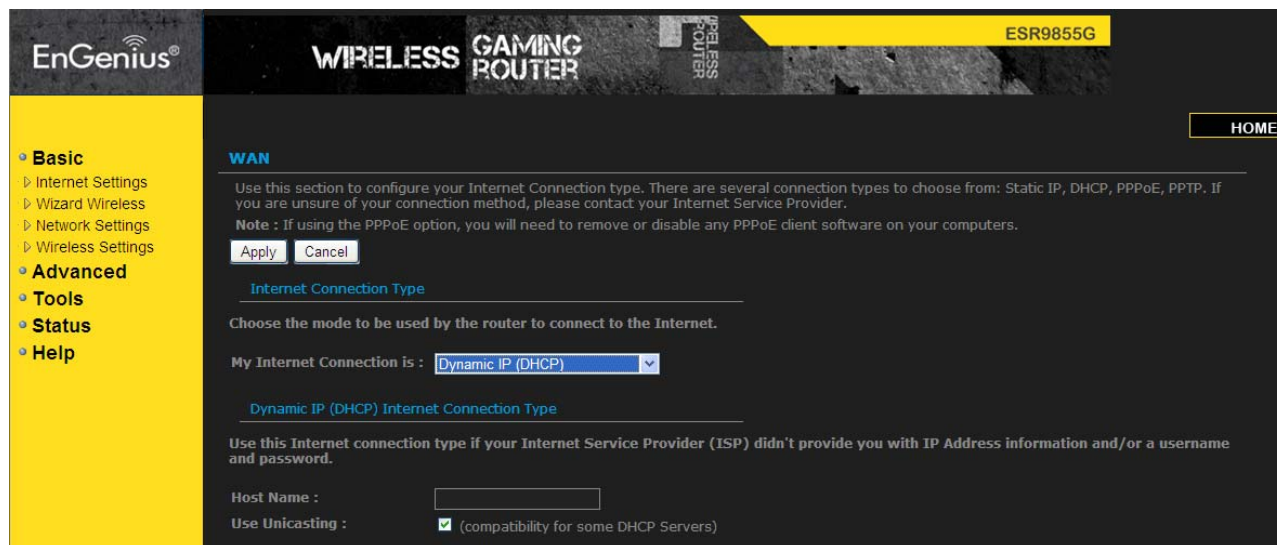 EnGenius®
WIRELESS GAMING ROUTER
WIRELESS ROUTER
ESR9855G
HOME
Basic
Internet Settings
Wizard Wireless
Network Settings
Wireless Settings
Advanced
Tools
Status
Help
WAN
Use this section to configure your Internet Connection type. There are several connection types to choose from: Static IP, DHCP, PPPoE, PPTP. If
you are unsure of your connection method, please contact your Internet Service Provider.
Note : If using the PPPoE option, you will need to remove or disable any PPPoE client software on your computers.
Apply Cancel
Internet Connection Type
Choose the mode to be used by the router to connect to the Internet.
My Internet Connection is : Dynamic IP (DHCP)
Dynamic IP (DHCP) Internet Connection Type
Use this Internet connection type if your Internet Service Provider (ISP) didn't provide you with IP Address information and/or a username
and password.
Host Name :
Use Unicasting : (compatibility for some DHCP Servers)